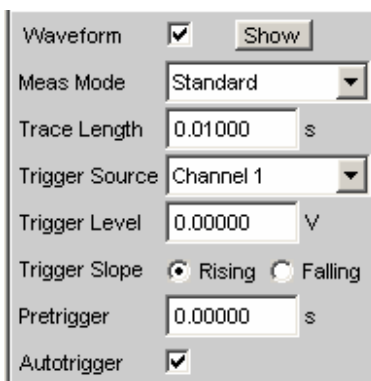 Waveform Show
Meas Mode Standard
Trace Length 0.01000 s
Trigger Source Channel 1
Trigger Level 0.00000 V
Trigger Slope Rising Falling
Pretrigger 0.00000 s
Autotrigger